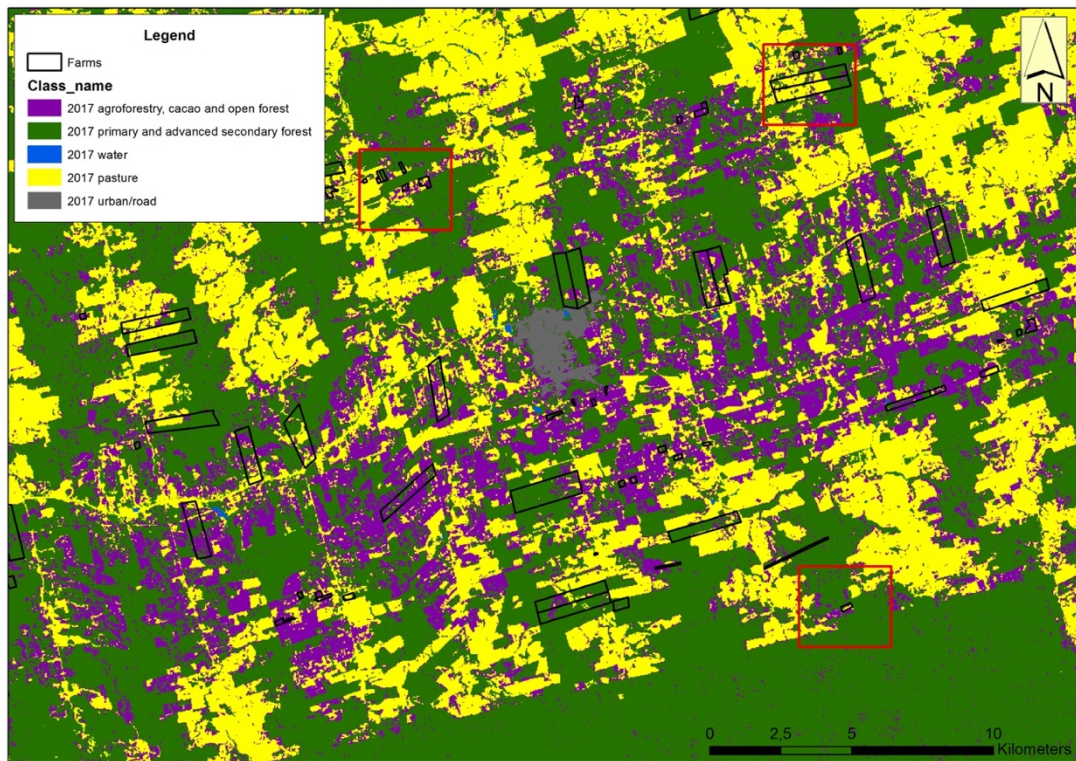 Legend
Farms
Class_name
2017 agroforestry, cacao and open forest
2017 primary and advanced secondary forest
2017 water
2017 pasture
2017 urban/road
N
0 2,5 5 10
Kilometers